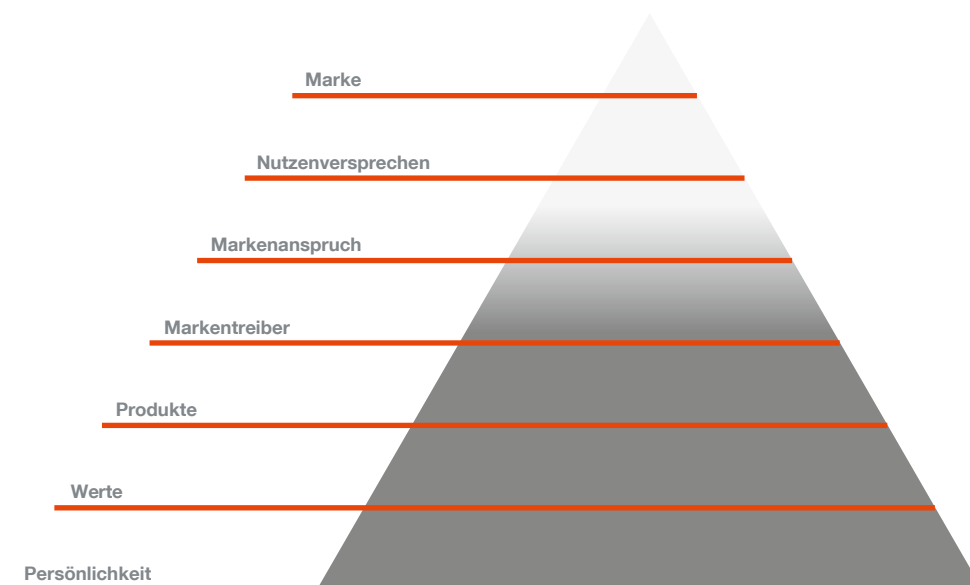 Marke
Nutzenversprechen
Markenanspruch
Markentreiber
Produkte
Werte
Persönlichkeit